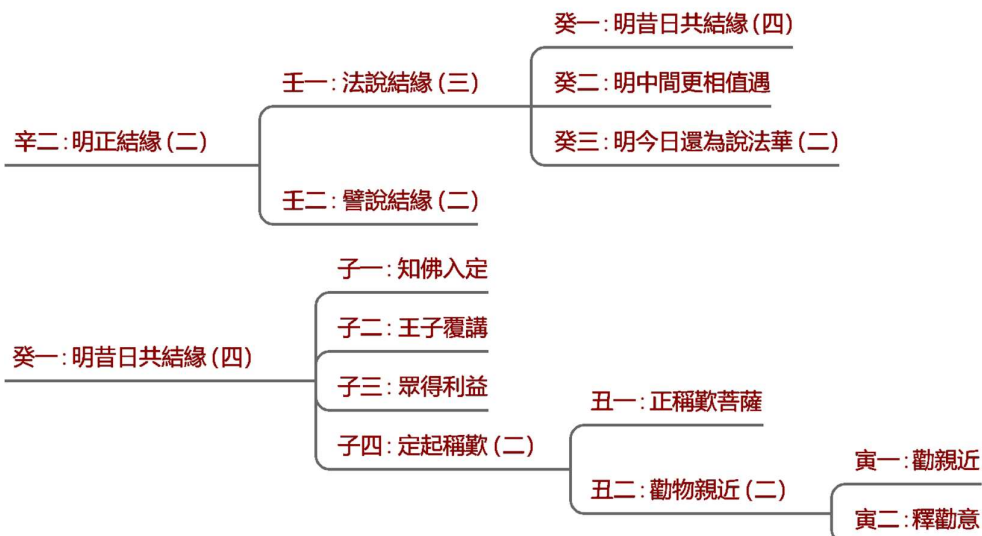 辛二:明正結緣(二)
壬一:法說結緣(三)
癸一:明昔日共結緣(四)
癸二:明中間更相值遇
癸三:明今日還為說法華(二)
壬二:譬說結緣(二)
癸一:明昔日共結緣(四)
子一:知佛入定
子二:王子覆講
子三:眾得利益
子四:定起稱歎(二)
丑一:正稱歎菩薩
丑二:勸物親近(二)
寅一:勸親近
寅二:釋勸意